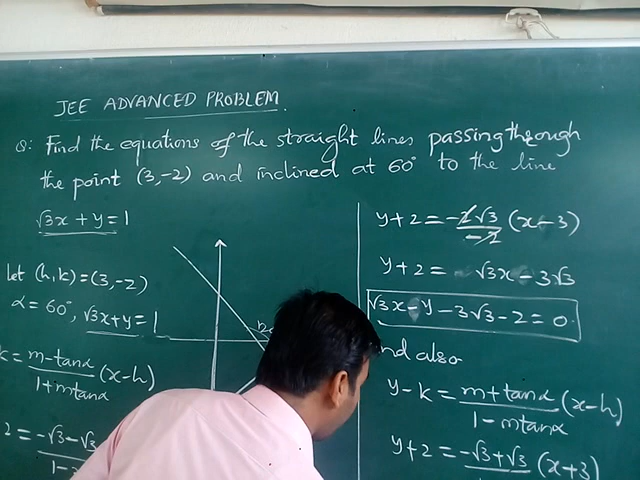 JEE ADVANCED PROBLEM.
Q: Find the equations of the straight lines passing through
the point (3,-2) and inclined at 60° to the line
√3x + y = 1
Let (h,k) = (3,-2)
α = 60°, √3x+y=1
k = m-tanα/1+mtanα (x-h)
2 = -√3-√3/1-
y+2 = -2√3/-2 (x-3)
y+2 = √3x - 3√3
√3x - y - 3√3 - 2 = 0.
nd also
y-k = m+tanα/1-mtanα (x-h)
y+2 = -√3+√3 (x+3)